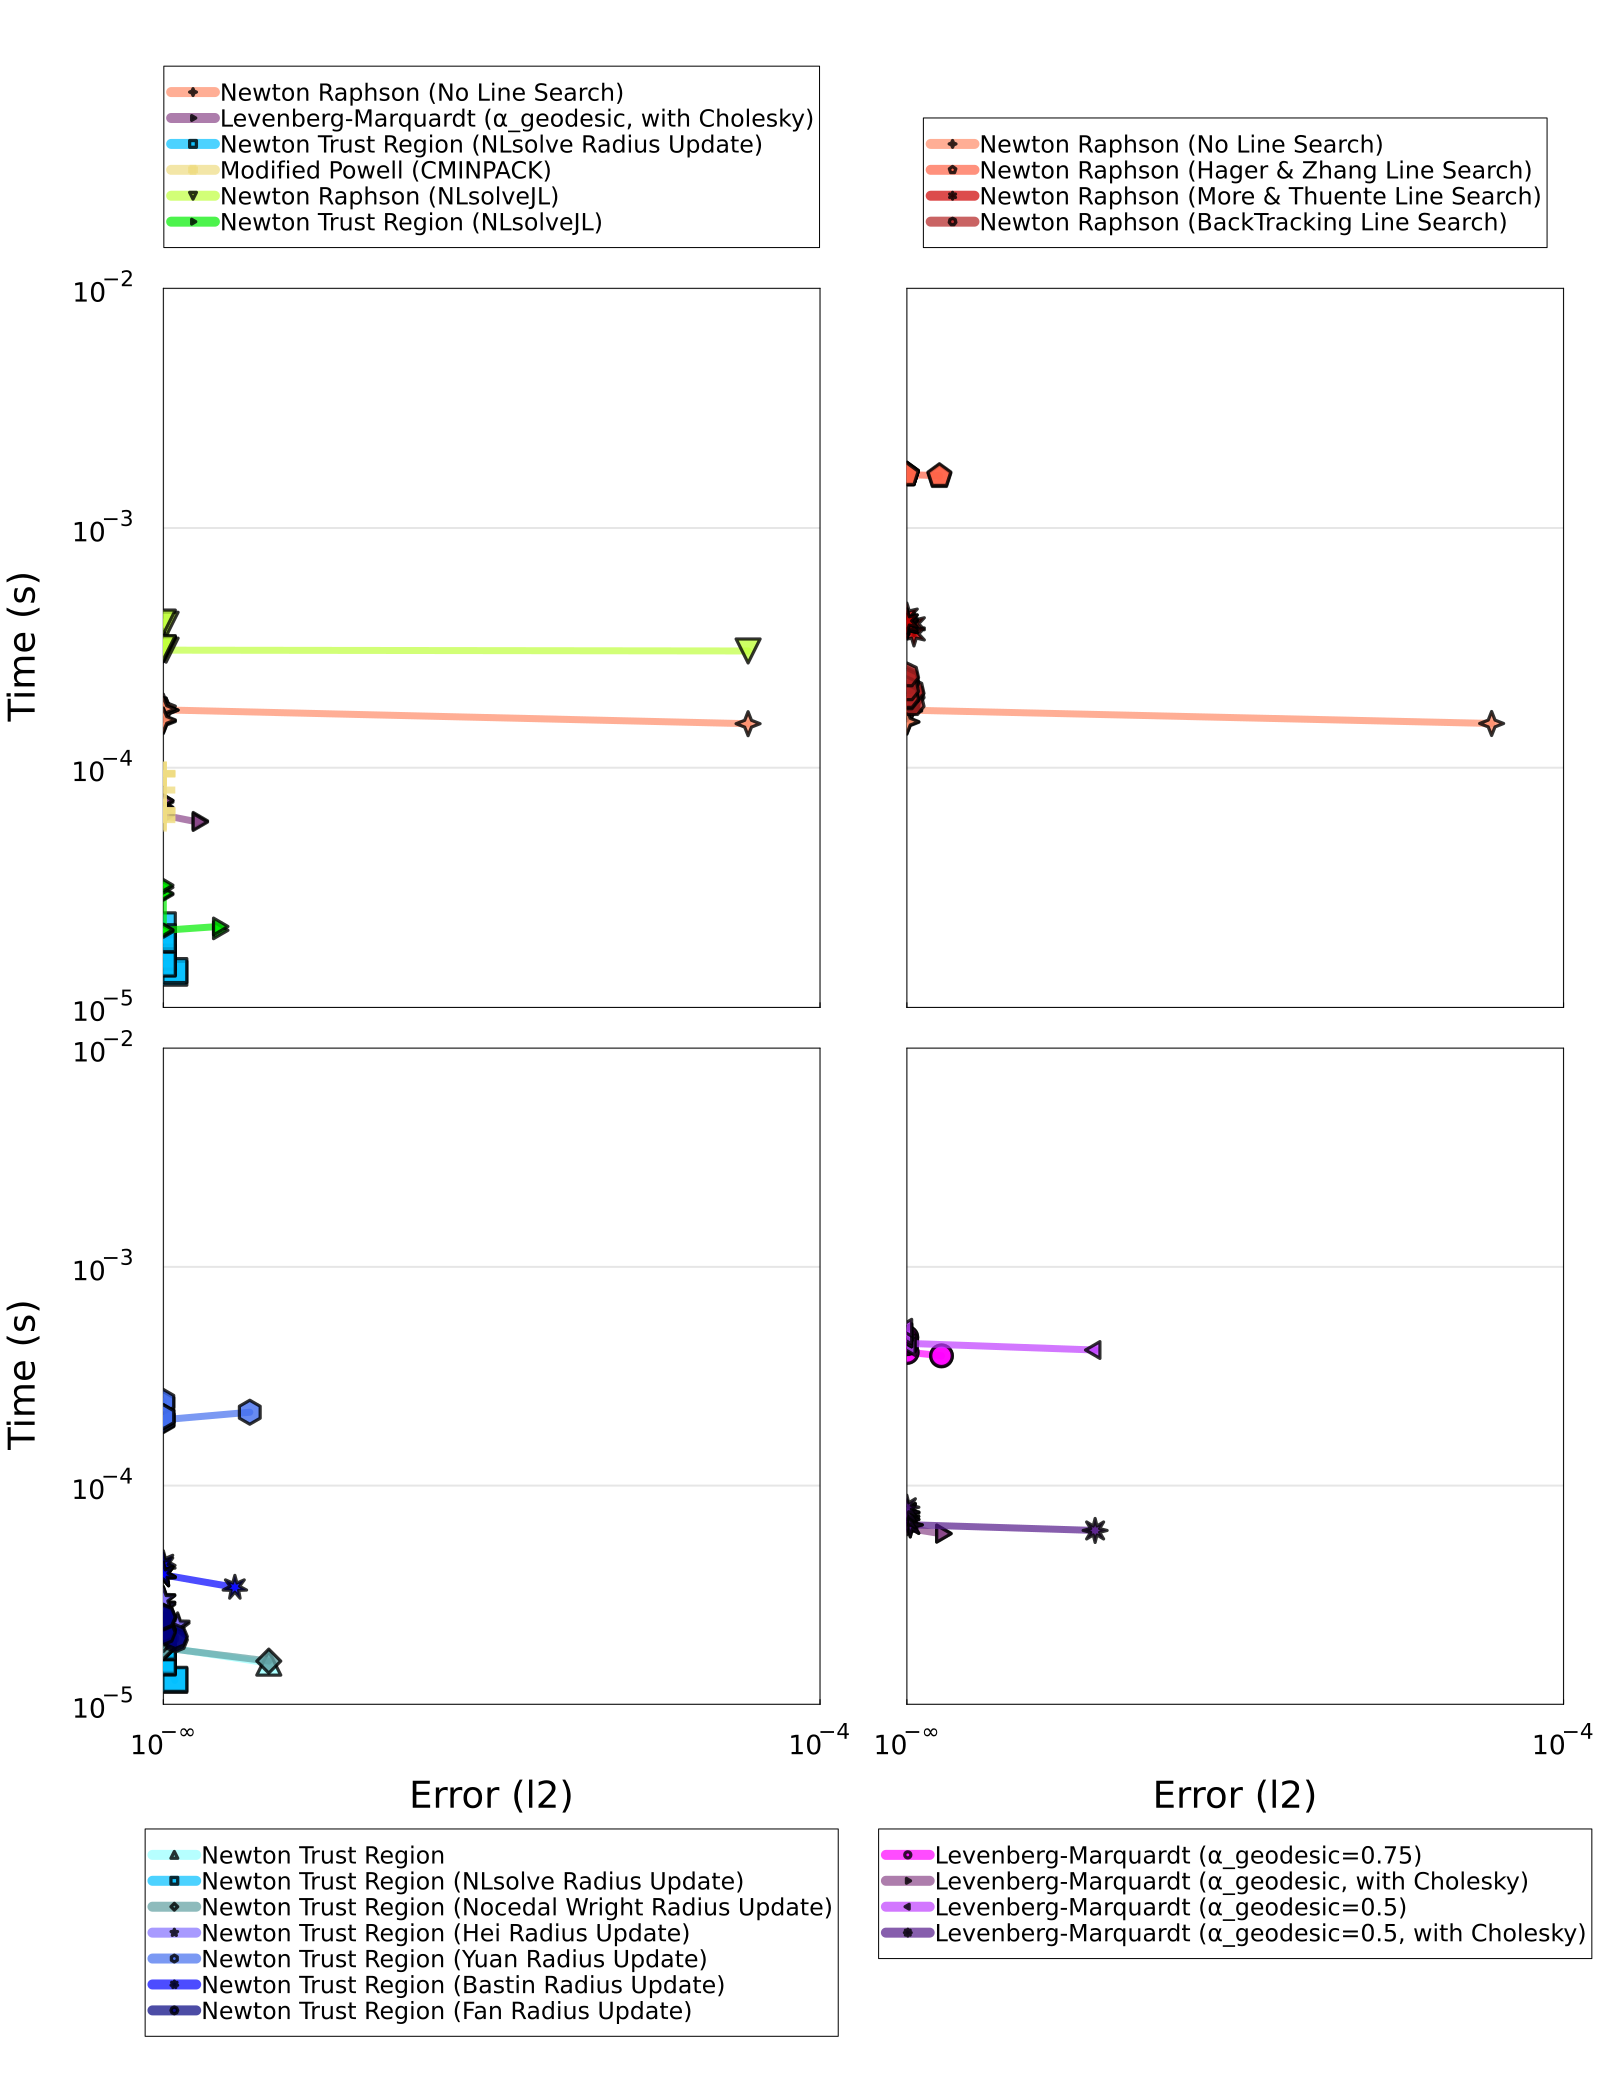 Newton Raphson (No Line Search)
Levenberg-Marquardt (α_geodesic, with Cholesky)
Newton Trust Region (NLsolve Radius Update)
Modified Powell (CMINPACK)
Newton Raphson (NLsolveJL)
Newton Trust Region (NLsolveJL)
Newton Raphson (No Line Search)
Newton Raphson (Hager & Zhang Line Search)
Newton Raphson (More & Thuente Line Search)
Newton Raphson (BackTracking Line Search)
10⁻²
10⁻³
10⁻⁴
10⁻⁵
Time (s)
10⁻²
10⁻³
10⁻⁴
10⁻⁵
Time (s)
10^−∞
10⁻⁴
10^−∞
10⁻⁴
Error (l2)
Error (l2)
Newton Trust Region
Newton Trust Region (NLsolve Radius Update)
Newton Trust Region (Nocedal Wright Radius Update)
Newton Trust Region (Hei Radius Update)
Newton Trust Region (Yuan Radius Update)
Newton Trust Region (Bastin Radius Update)
Newton Trust Region (Fan Radius Update)
Levenberg-Marquardt (α_geodesic=0.75)
Levenberg-Marquardt (α_geodesic, with Cholesky)
Levenberg-Marquardt (α_geodesic=0.5)
Levenberg-Marquardt (α_geodesic=0.5, with Cholesky)